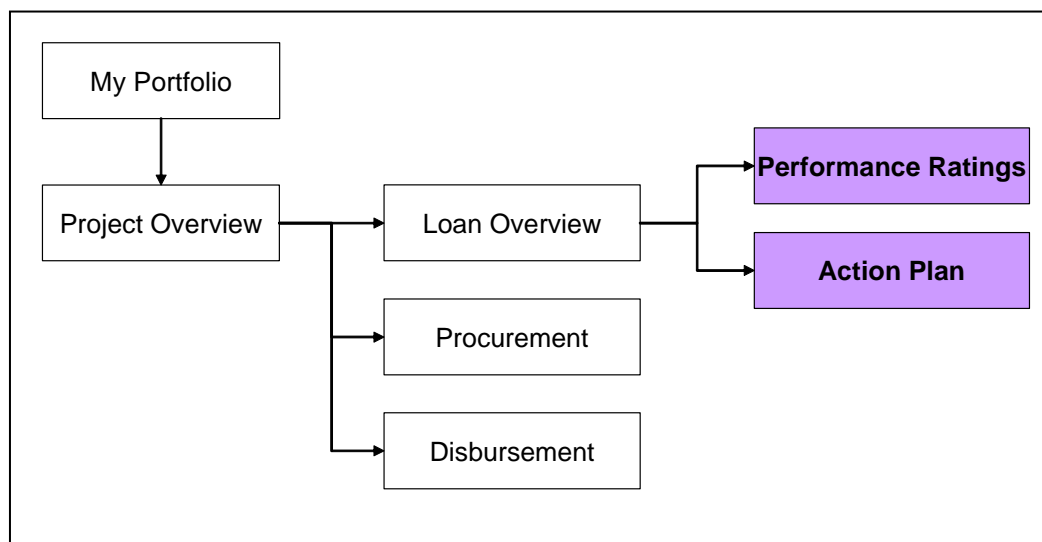 My Portfolio
Project Overview
Loan Overview
Performance Ratings
Action Plan
Procurement
Disbursement